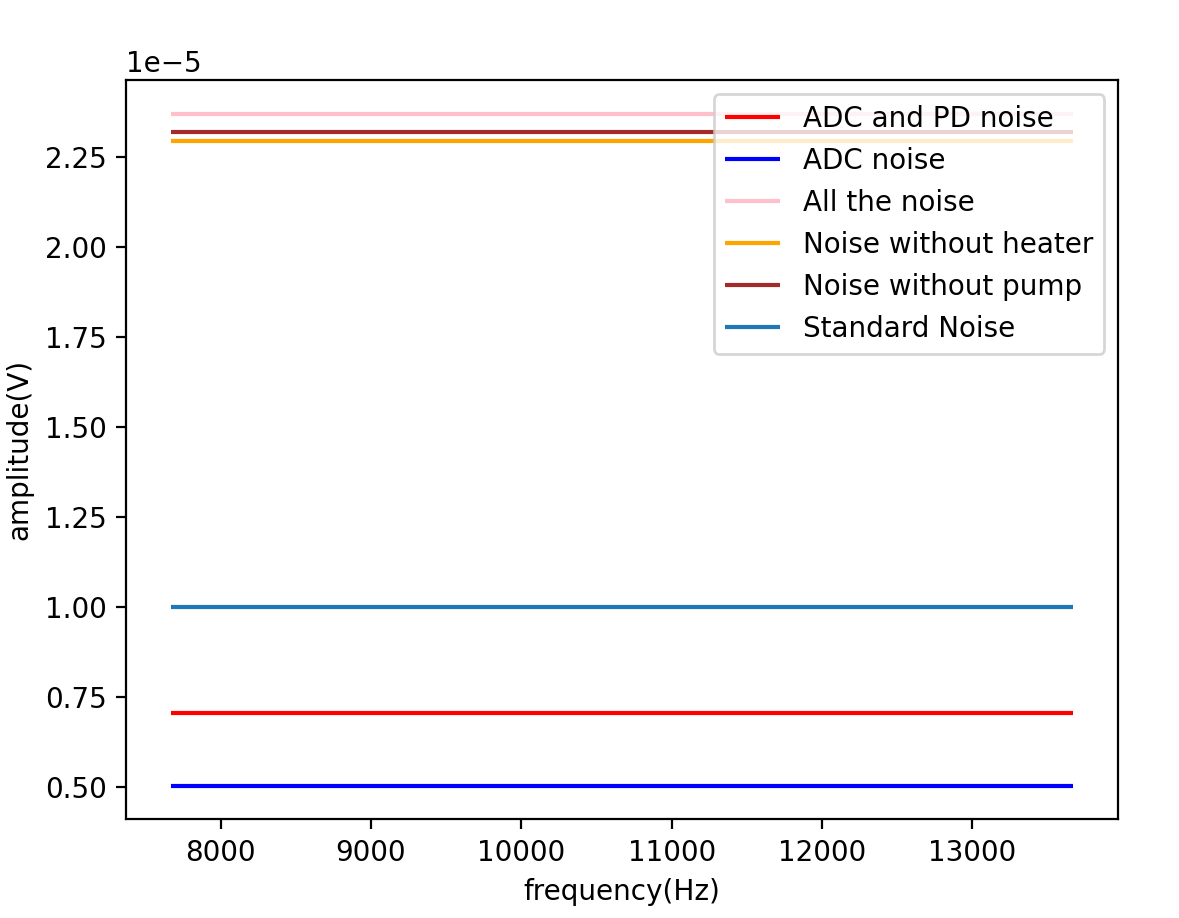 1e−5
2.25
2.00
1.75
1.50
1.25
1.00
0.75
0.50
amplitude(V)
ADC and PD noise
ADC noise
All the noise
Noise without heater
Noise without pump
Standard Noise
8000 9000 10000 11000 12000 13000
frequency(Hz)